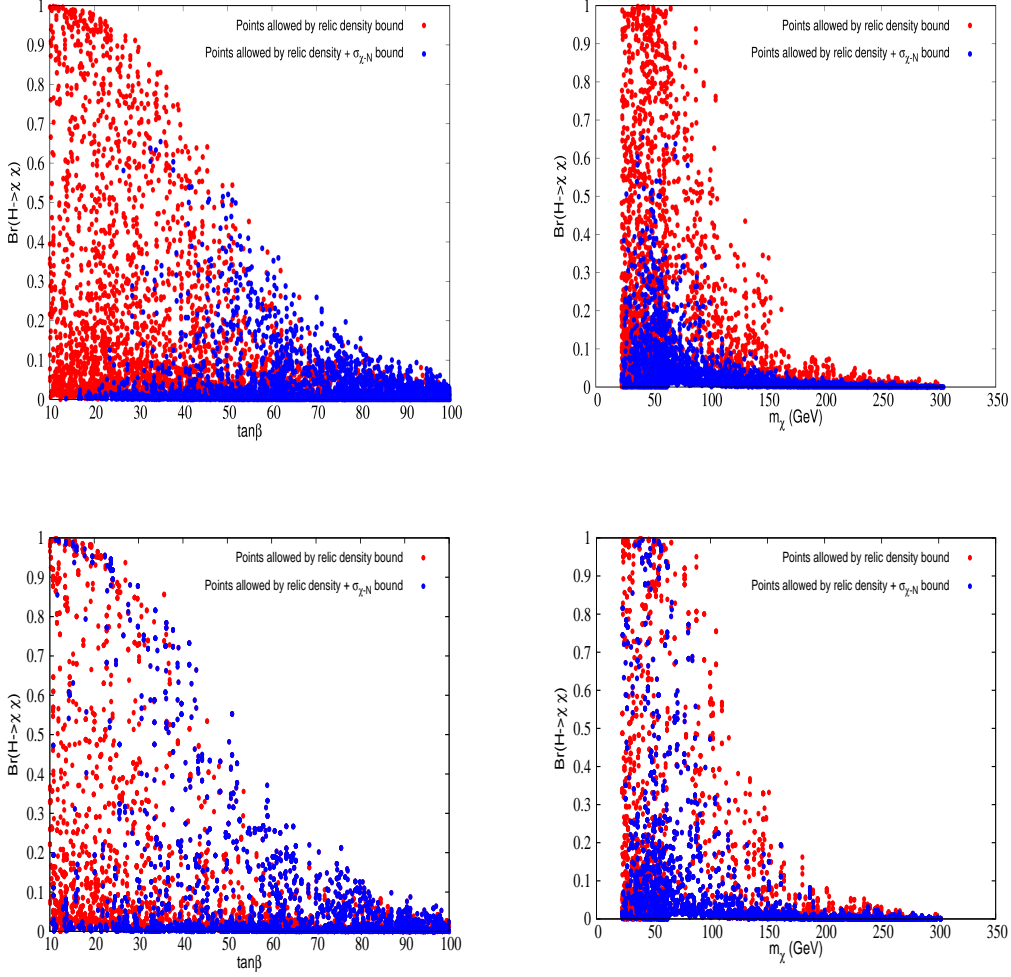 Points allowed by relic density bound
Points allowed by relic density + σχ-N bound
Br(H->χ χ)
1
0.9
0.8
0.7
0.6
0.5
0.4
0.3
0.2
0.1
0
10 20 30 40 50 60 70 80 90 100
tanβ
Points allowed by relic density bound
Points allowed by relic density + σχ-N bound
Br(H->χ χ)
1
0.9
0.8
0.7
0.6
0.5
0.4
0.3
0.2
0.1
0
0 50 100 150 200 250 300 350
mχ (GeV)
Points allowed by relic density bound
Points allowed by relic density + σχ-N bound
Br(H->χ χ)
1
0.9
0.8
0.7
0.6
0.5
0.4
0.3
0.2
0.1
0
10 20 30 40 50 60 70 80 90 100
tanβ
Points allowed by relic density bound
Points allowed by relic density + σχ-N bound
Br(H->χ χ)
1
0.9
0.8
0.7
0.6
0.5
0.4
0.3
0.2
0.1
0
0 50 100 150 200 250 300 350
mχ (GeV)